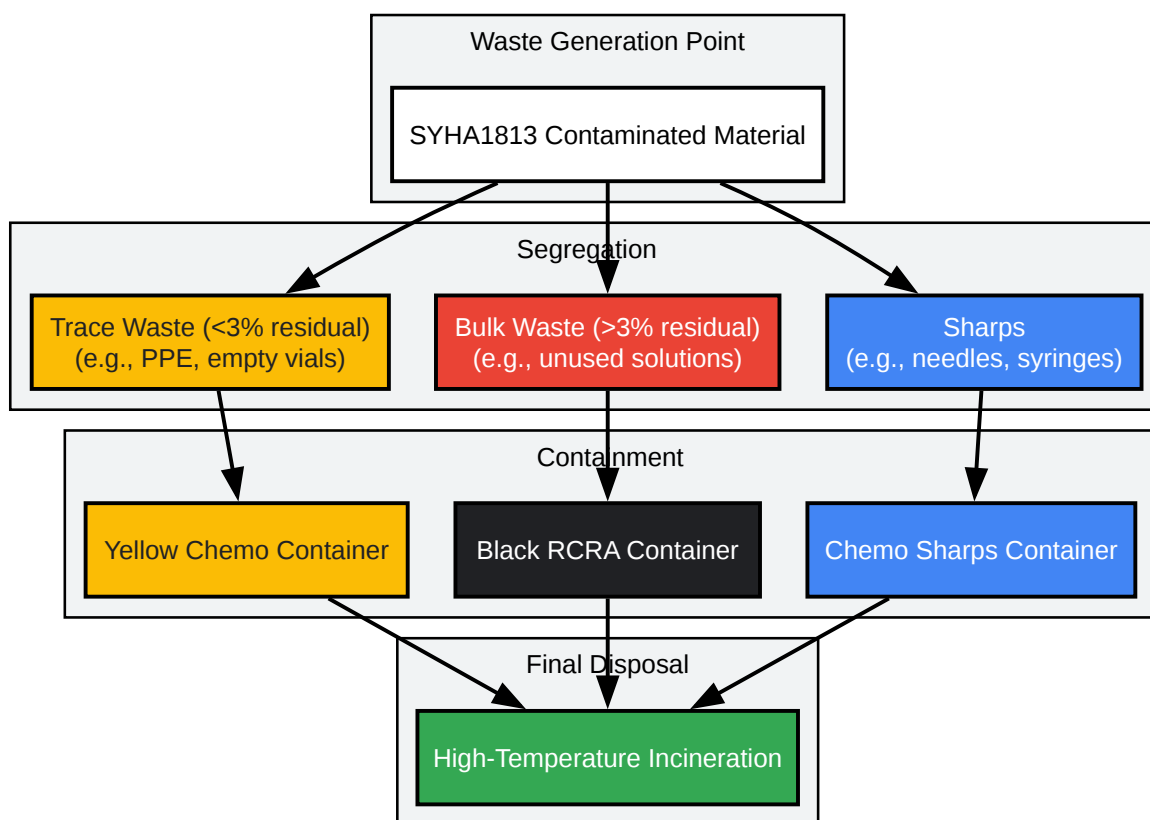 Waste Generation Point
SYHA1813 Contaminated Material
Segregation
Trace Waste (<3% residual)
(e.g., PPE, empty vials)
Bulk Waste (>3% residual)
(e.g., unused solutions)
Sharps
(e.g., needles, syringes)
Containment
Yellow Chemo Container
Black RCRA Container
Chemo Sharps Container
Final Disposal
High-Temperature Incineration